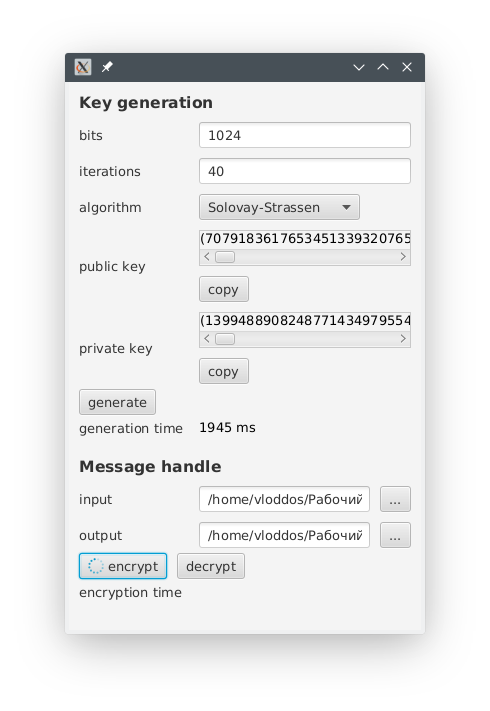 Key generation
bits 1024
iterations 40
algorithm Solovay-Strassen
(7079183617653451339320765
public key
copy
(1399488908248771434979554
private key
copy
generate
generation time 1945 ms
Message handle
input /home/vloddos/Рабочий ...
output /home/vloddos/Рабочий ...
encrypt decrypt
encryption time